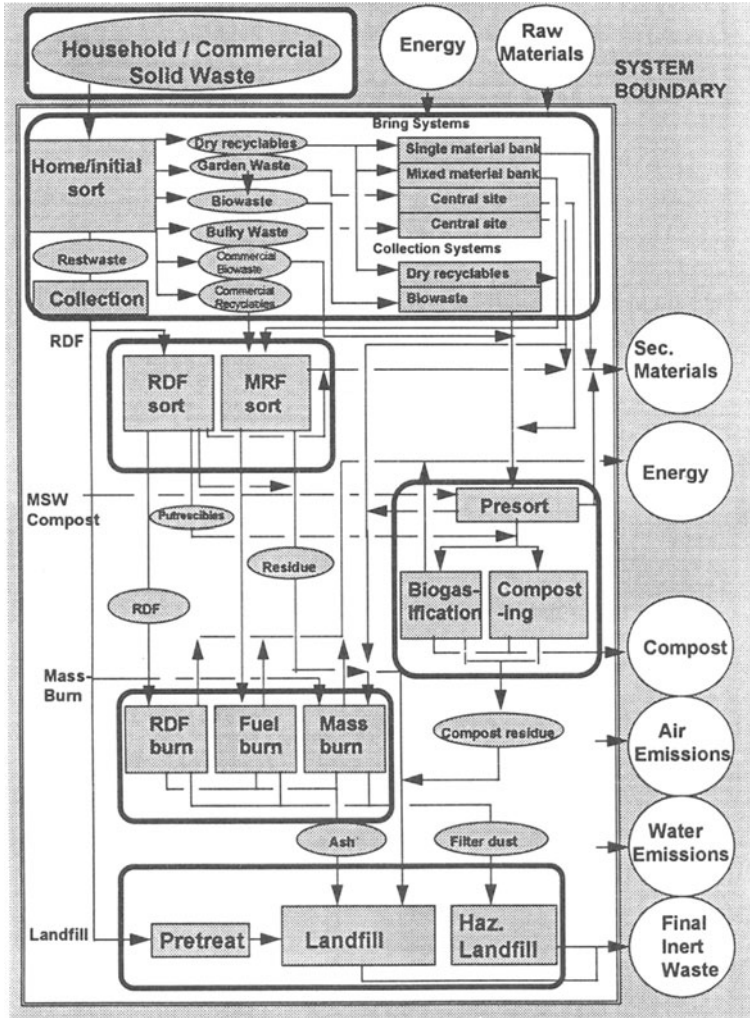 Household / Commercial
Solid Waste
Energy
Raw
Materials
SYSTEM
BOUNDARY
Home/initial
sort
Restwaste
Collection
Dry recyclables
Garden Waste
Biowaste
Bulky Waste
Commercial
Biowaste
Commercial
Recyclables
Bring Systems
Single material bank
Mixed material bank
Central site
Central site
Collection Systems
Dry recyclables
Biowaste
RDF
RDF
sort
MRF
sort
Sec.
Materials
Energy
MSW
Compost
Putrescibles
Residue
RDF
Presort
Biogas-
ification
Compost
-ing
Compost
Mass-
Burn
RDF
burn
Fuel
burn
Mass
burn
Compost residue
Air
Emissions
Ash
Filter dust
Water
Emissions
Landfill
Pretreat
Landfill
Haz.
Landfill
Final
Inert
Waste